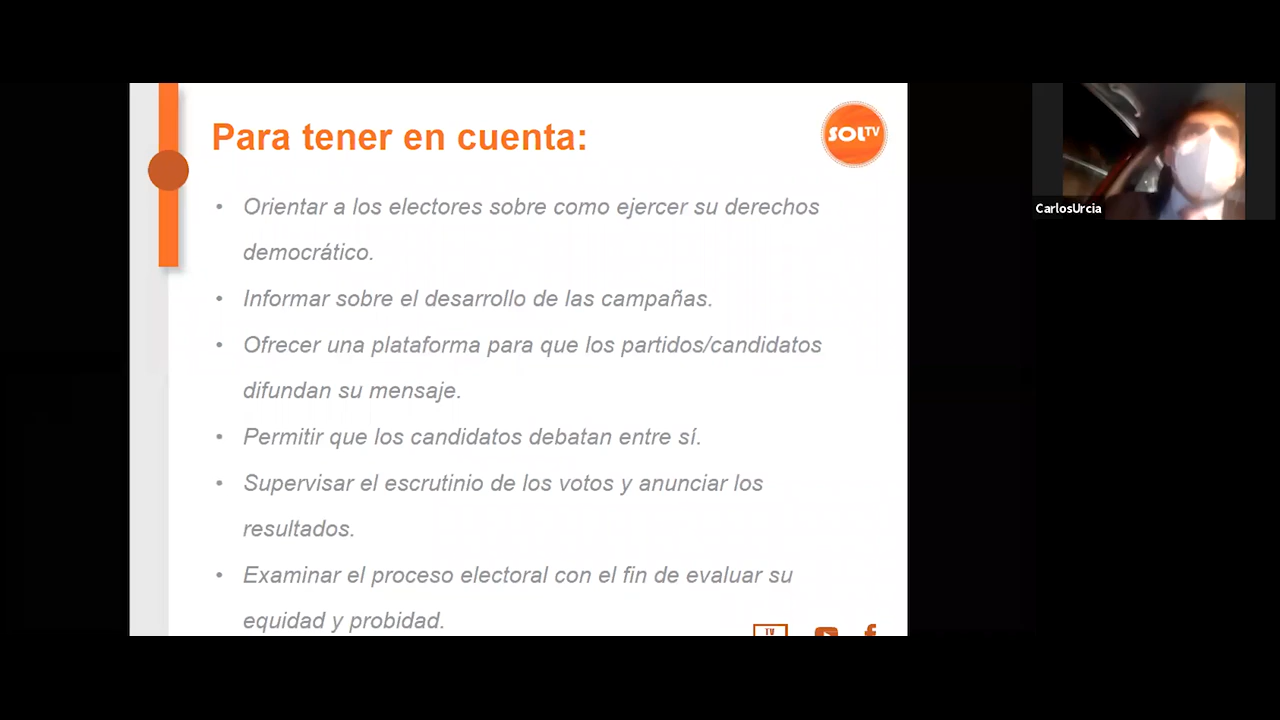 Para tener en cuenta:
SOLTV
• Orientar a los electores sobre como ejercer su derechos
democrático.
• Informar sobre el desarrollo de las campañas.
• Ofrecer una plataforma para que los partidos/candidatos
difundan su mensaje.
• Permitir que los candidatos debatan entre sí.
• Supervisar el escrutinio de los votos y anunciar los
resultados.
• Examinar el proceso electoral con el fin de evaluar su
equidad y probidad.
TV
CarlosUrcia